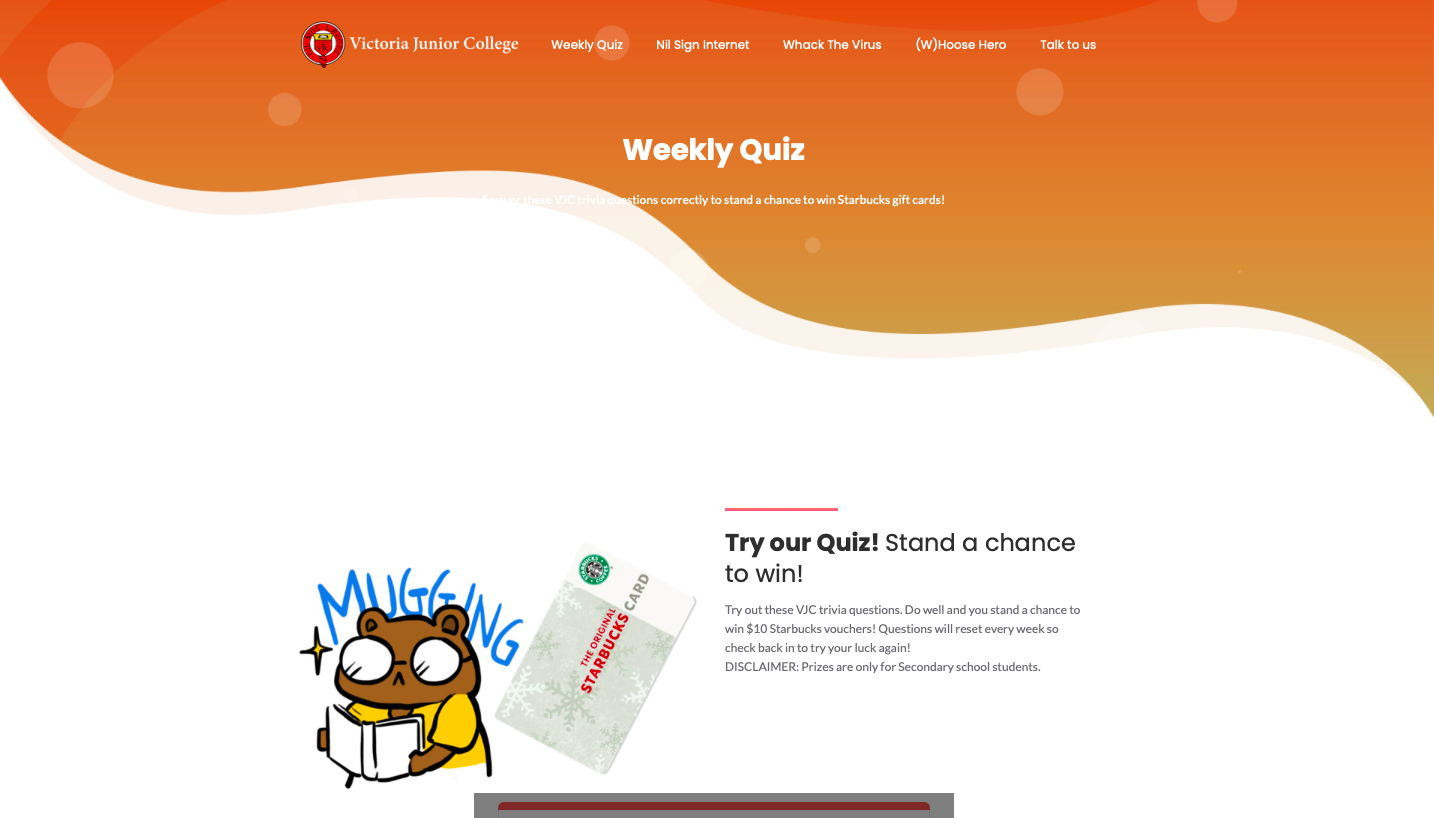 Victoria Junior College
Weekly Quiz
Nil Sign Internet
Whack The Virus
(W)Hoose Hero
Talk to us
Weekly Quiz
Answer these VJC trivia questions correctly to stand a chance to win Starbucks gift cards!
MUGGING
STARBUCKS COFFEE
THE ORIGINAL
STARBUCKS CARD
Try our Quiz! Stand a chance
to win!
Try out these VJC trivia questions. Do well and you stand a chance to
win $10 Starbucks vouchers! Questions will reset every week so
check back in to try your luck again!
DISCLAIMER: Prizes are only for Secondary school students.